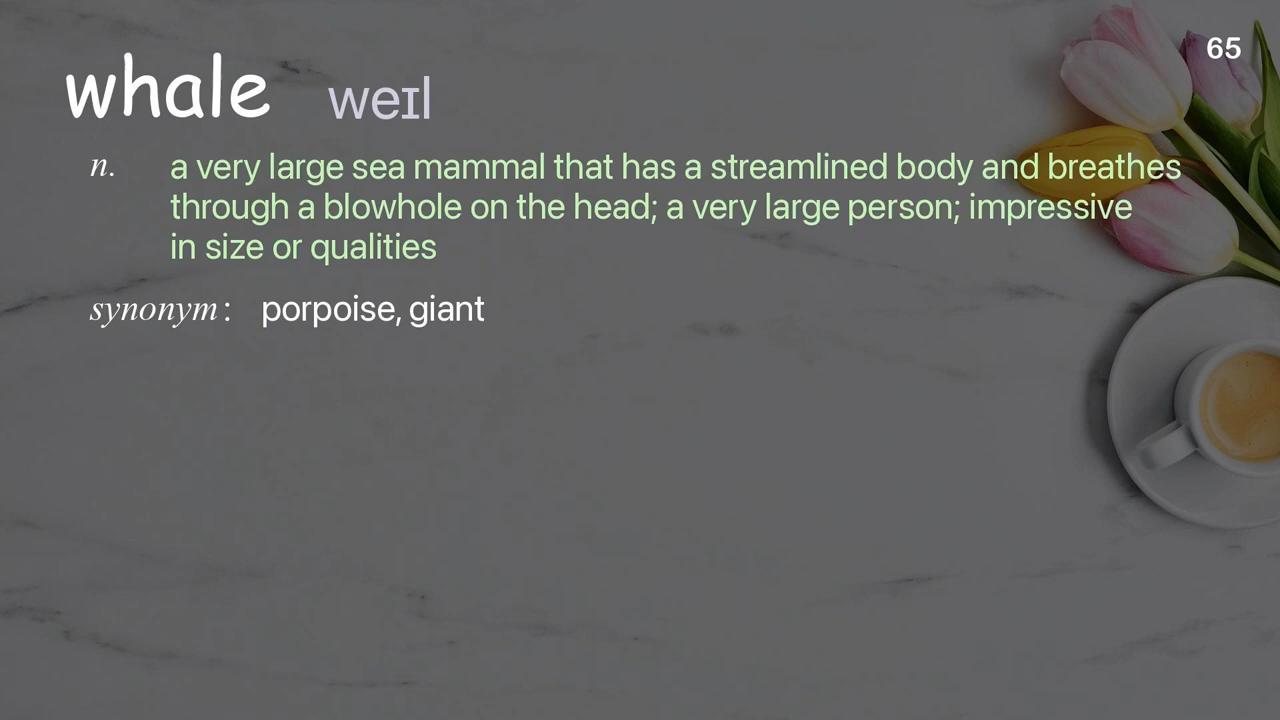 65
whale weɪl
n. a very large sea mammal that has a streamlined body and breathes
through a blowhole on the head; a very large person; impressive
in size or qualities
synonym: porpoise, giant